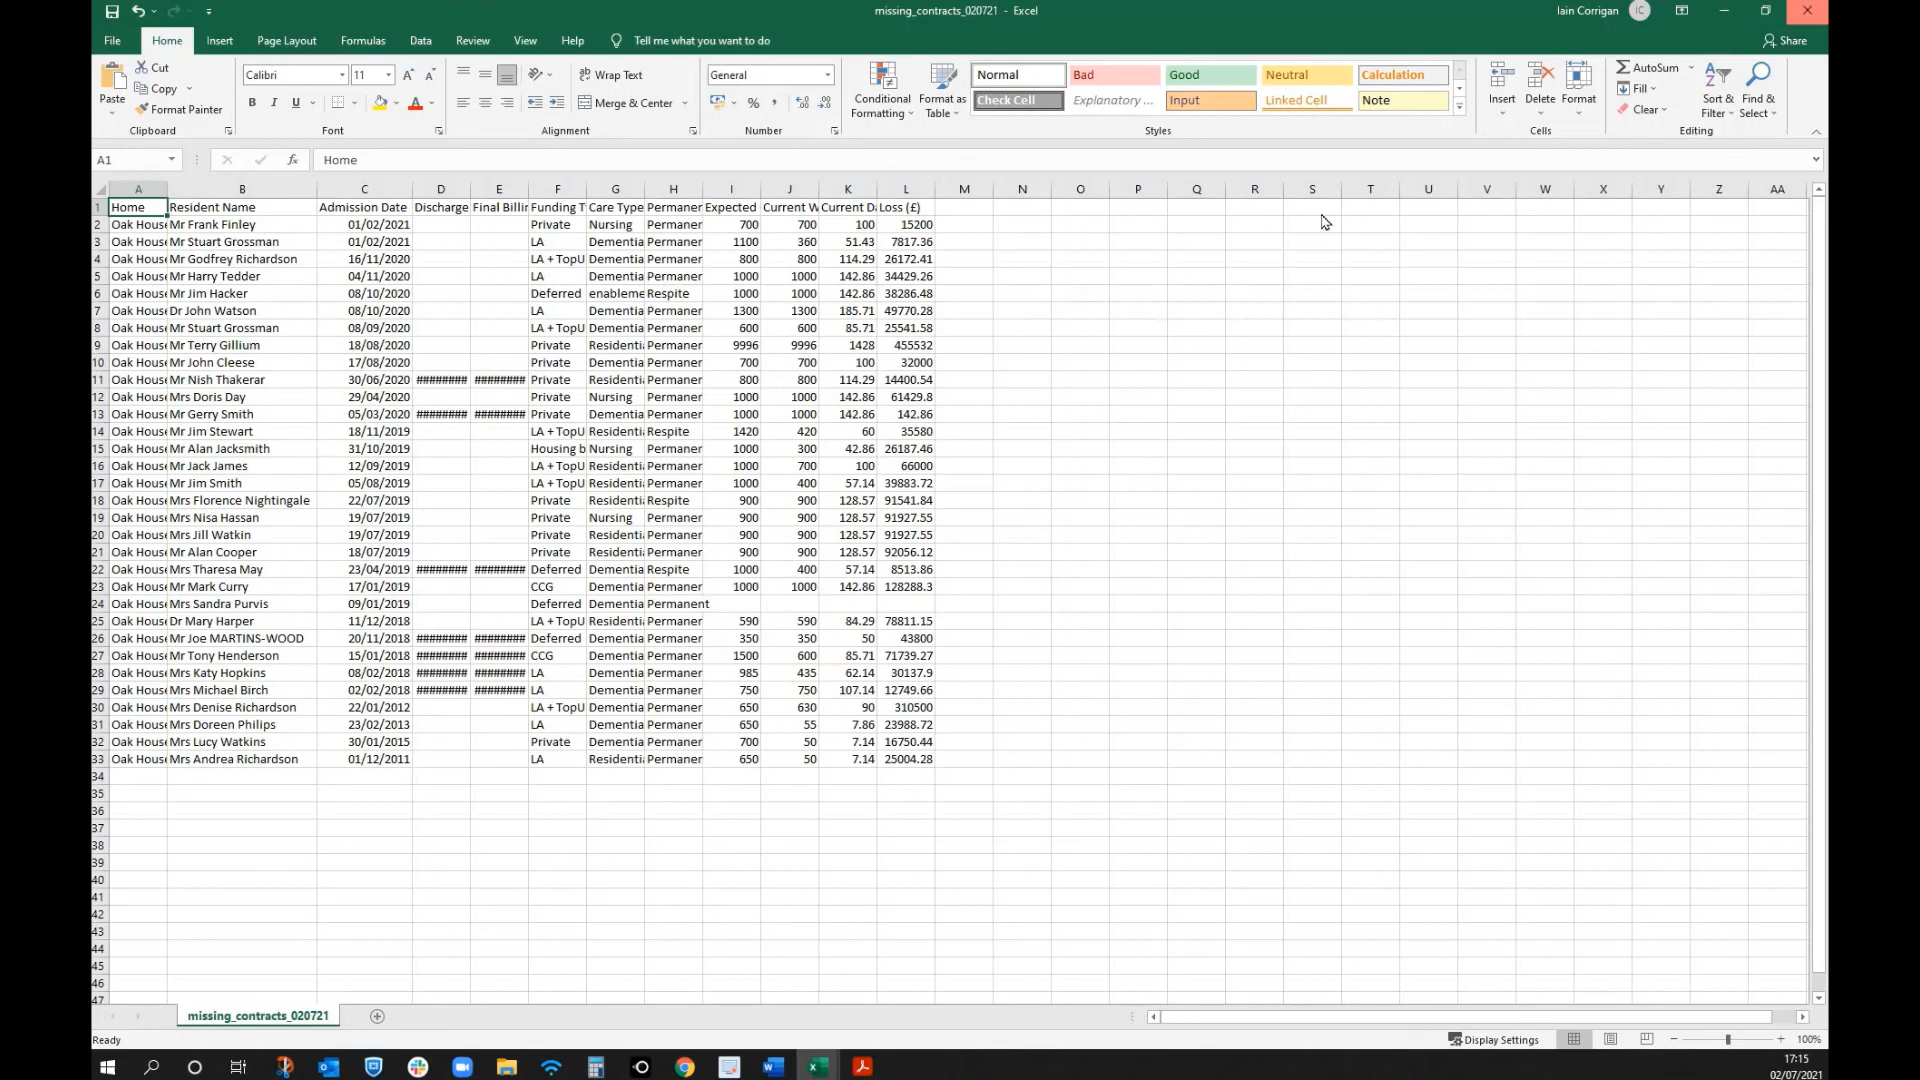 missing_contracts_020721 - Excel
Iain Corrigan IC
File Home Insert Page Layout Formulas Data Review View Help Tell me what you want to do Share
Paste
Cut
Copy
Format Painter
Clipboard
Calibri 11
B I U
Font
Wrap Text
Merge & Center
Alignment
General
Number
Conditional Formatting
Format as Table
Normal Bad Good Neutral Calculation
Check Cell Explanatory ... Input Linked Cell Note
Styles
Insert Delete Format
Cells
AutoSum
Fill
Clear
Sort & Filter
Find & Select
Editing
A1 fx Home
A B C D E F G H I J K L M N O P Q R S T U V W X Y Z AA
1 Home Resident Name Admission Date Discharge Final Billin Funding T Care Type Permaner Expected Current W Current Da Loss (£)
2 Oak House Mr Frank Finley 01/02/2021 Private Nursing Permaner 700 700 100 15200
3 Oak House Mr Stuart Grossman 01/02/2021 LA Dementia Permaner 1100 360 51.43 7817.36
4 Oak House Mr Godfrey Richardson 16/11/2020 LA + TopU Dementia Permaner 800 800 114.29 26172.41
5 Oak House Mr Harry Tedder 04/11/2020 LA Dementia Permaner 1000 1000 142.86 34429.26
6 Oak House Mr Jim Hacker 08/10/2020 Deferred enableme Respite 1000 1000 142.86 38286.48
7 Oak House Dr John Watson 08/10/2020 LA Dementia Permaner 1300 1300 185.71 49770.28
8 Oak House Mr Stuart Grossman 08/09/2020 LA + TopU Dementia Permaner 600 600 85.71 25541.58
9 Oak House Mr Terry Gillium 18/08/2020 Private Residentia Permaner 9996 9996 1428 455532
10 Oak House Mr John Cleese 17/08/2020 Private Dementia Permaner 700 700 100 32000
11 Oak House Mr Nish Thakerar 30/06/2020 ######## ######## Private Residentia Permaner 800 800 114.29 14400.54
12 Oak House Mrs Doris Day 29/04/2020 Private Nursing Permaner 1000 1000 142.86 61429.8
13 Oak House Mr Gerry Smith 05/03/2020 ######## ######## Private Dementia Permaner 1000 1000 142.86 142.86
14 Oak House Mr Jim Stewart 18/11/2019 LA + TopU Residentia Respite 1420 420 60 35580
15 Oak House Mr Alan Jacksmith 31/10/2019 Housing b Nursing Permaner 1000 300 42.86 26187.46
16 Oak House Mr Jack James 12/09/2019 LA + TopU Residentia Permaner 1000 700 100 66000
17 Oak House Mr Jim Smith 05/08/2019 LA + TopU Residentia Permaner 1000 400 57.14 39883.72
18 Oak House Mrs Florence Nightingale 22/07/2019 Private Residentia Respite 900 900 128.57 91541.84
19 Oak House Mrs Nisa Hassan 19/07/2019 Private Nursing Permaner 900 900 128.57 91927.55
20 Oak House Mrs Jill Watkin 19/07/2019 Private Residentia Permaner 900 900 128.57 91927.55
21 Oak House Mr Alan Cooper 18/07/2019 Private Residentia Permaner 900 900 128.57 92056.12
22 Oak House Mrs Tharesa May 23/04/2019 ######## ######## Deferred Dementia Respite 1000 400 57.14 8513.86
23 Oak House Mr Mark Curry 17/01/2019 CCG Dementia Permaner 1000 1000 142.86 128288.3
24 Oak House Mrs Sandra Purvis 09/01/2019 Deferred Dementia Permanent
25 Oak House Dr Mary Harper 11/12/2018 LA + TopU Residentia Permaner 590 590 84.29 78811.15
26 Oak House Mr Joe MARTINS-WOOD 20/11/2018 ######## ######## Deferred Dementia Permaner 350 350 50 43800
27 Oak House Mr Tony Henderson 15/01/2018 ######## ######## CCG Dementia Permaner 1500 600 85.71 71739.27
28 Oak House Mrs Katy Hopkins 08/02/2018 ######## ######## LA Dementia Permaner 985 435 62.14 30137.9
29 Oak House Mrs Michael Birch 02/02/2018 ######## ######## LA Dementia Permaner 750 750 107.14 12749.66
30 Oak House Mrs Denise Richardson 22/01/2012 LA + TopU Dementia Permaner 650 630 90 310500
31 Oak House Mrs Doreen Philips 23/02/2013 LA Dementia Permaner 650 55 7.86 23988.72
32 Oak House Mrs Lucy Watkins 30/01/2015 Private Dementia Permaner 700 50 7.14 16750.44
33 Oak House Mrs Andrea Richardson 01/12/2011 LA Residentia Permaner 650 50 7.14 25004.28
34
35
36
37
38
39
40
41
42
43
44
45
46
47
missing_contracts_020721
Ready Display Settings 100%
17:15
02/07/2021